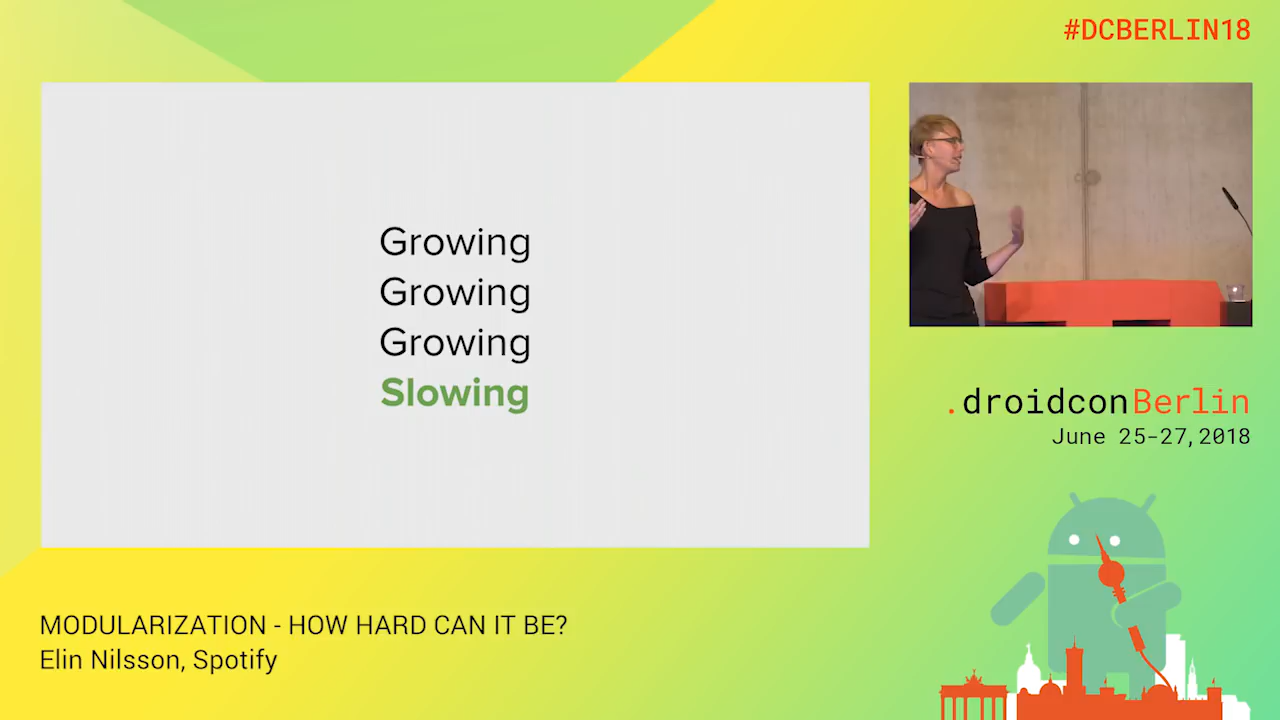 #DCBERLIN18
Growing
Growing
Growing
Slowing
.droidconBerlin
June 25-27, 2018
MODULARIZATION - HOW HARD CAN IT BE?
Elin Nilsson, Spotify